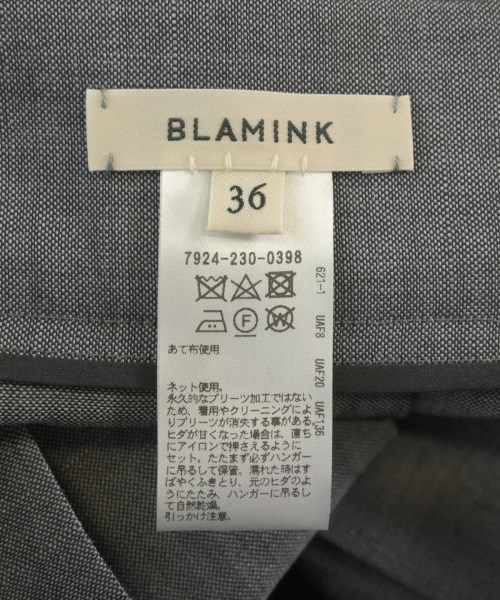 BLAMINK
36
7924-230-0398
621-1 UAF8 UAF20 UAF136
F W
あて布使用
ネット使用。
永久的なプリーツ加工ではない
ため、着用やクリーニングによ
りプリーツが消失する事がある。
ヒダが甘くなった場合は、直ち
にアイロンで押さえるように
セット。たたまず必ずハンガー
に吊るして保管。濡れた時はす
ばやくふきとり、元のヒダのよ
うにたたみ、ハンガーに吊るし
て自然乾燥。
引っかけ注意。